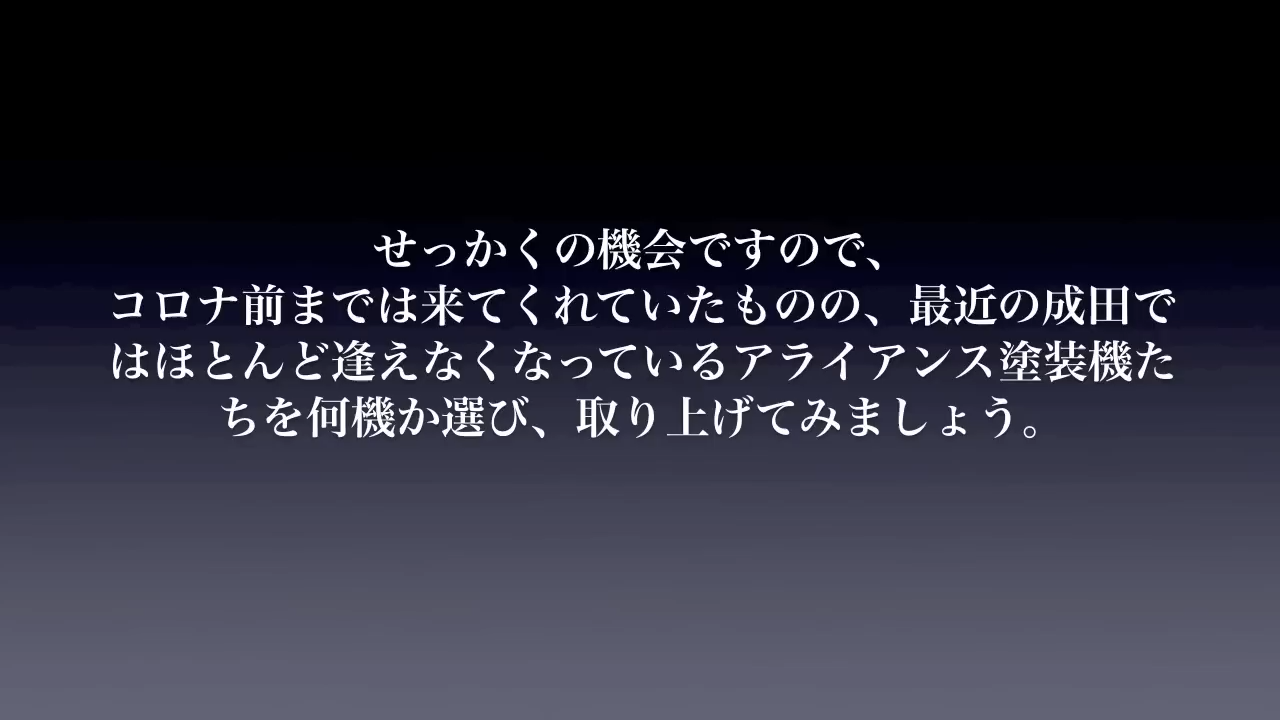 せっかくの機会ですので、
コロナ前までは来てくれていたものの、最近の成田で
はほとんど逢えなくなっているアライアンス塗装機た
ちを何機か選び、取り上げてみましょう。